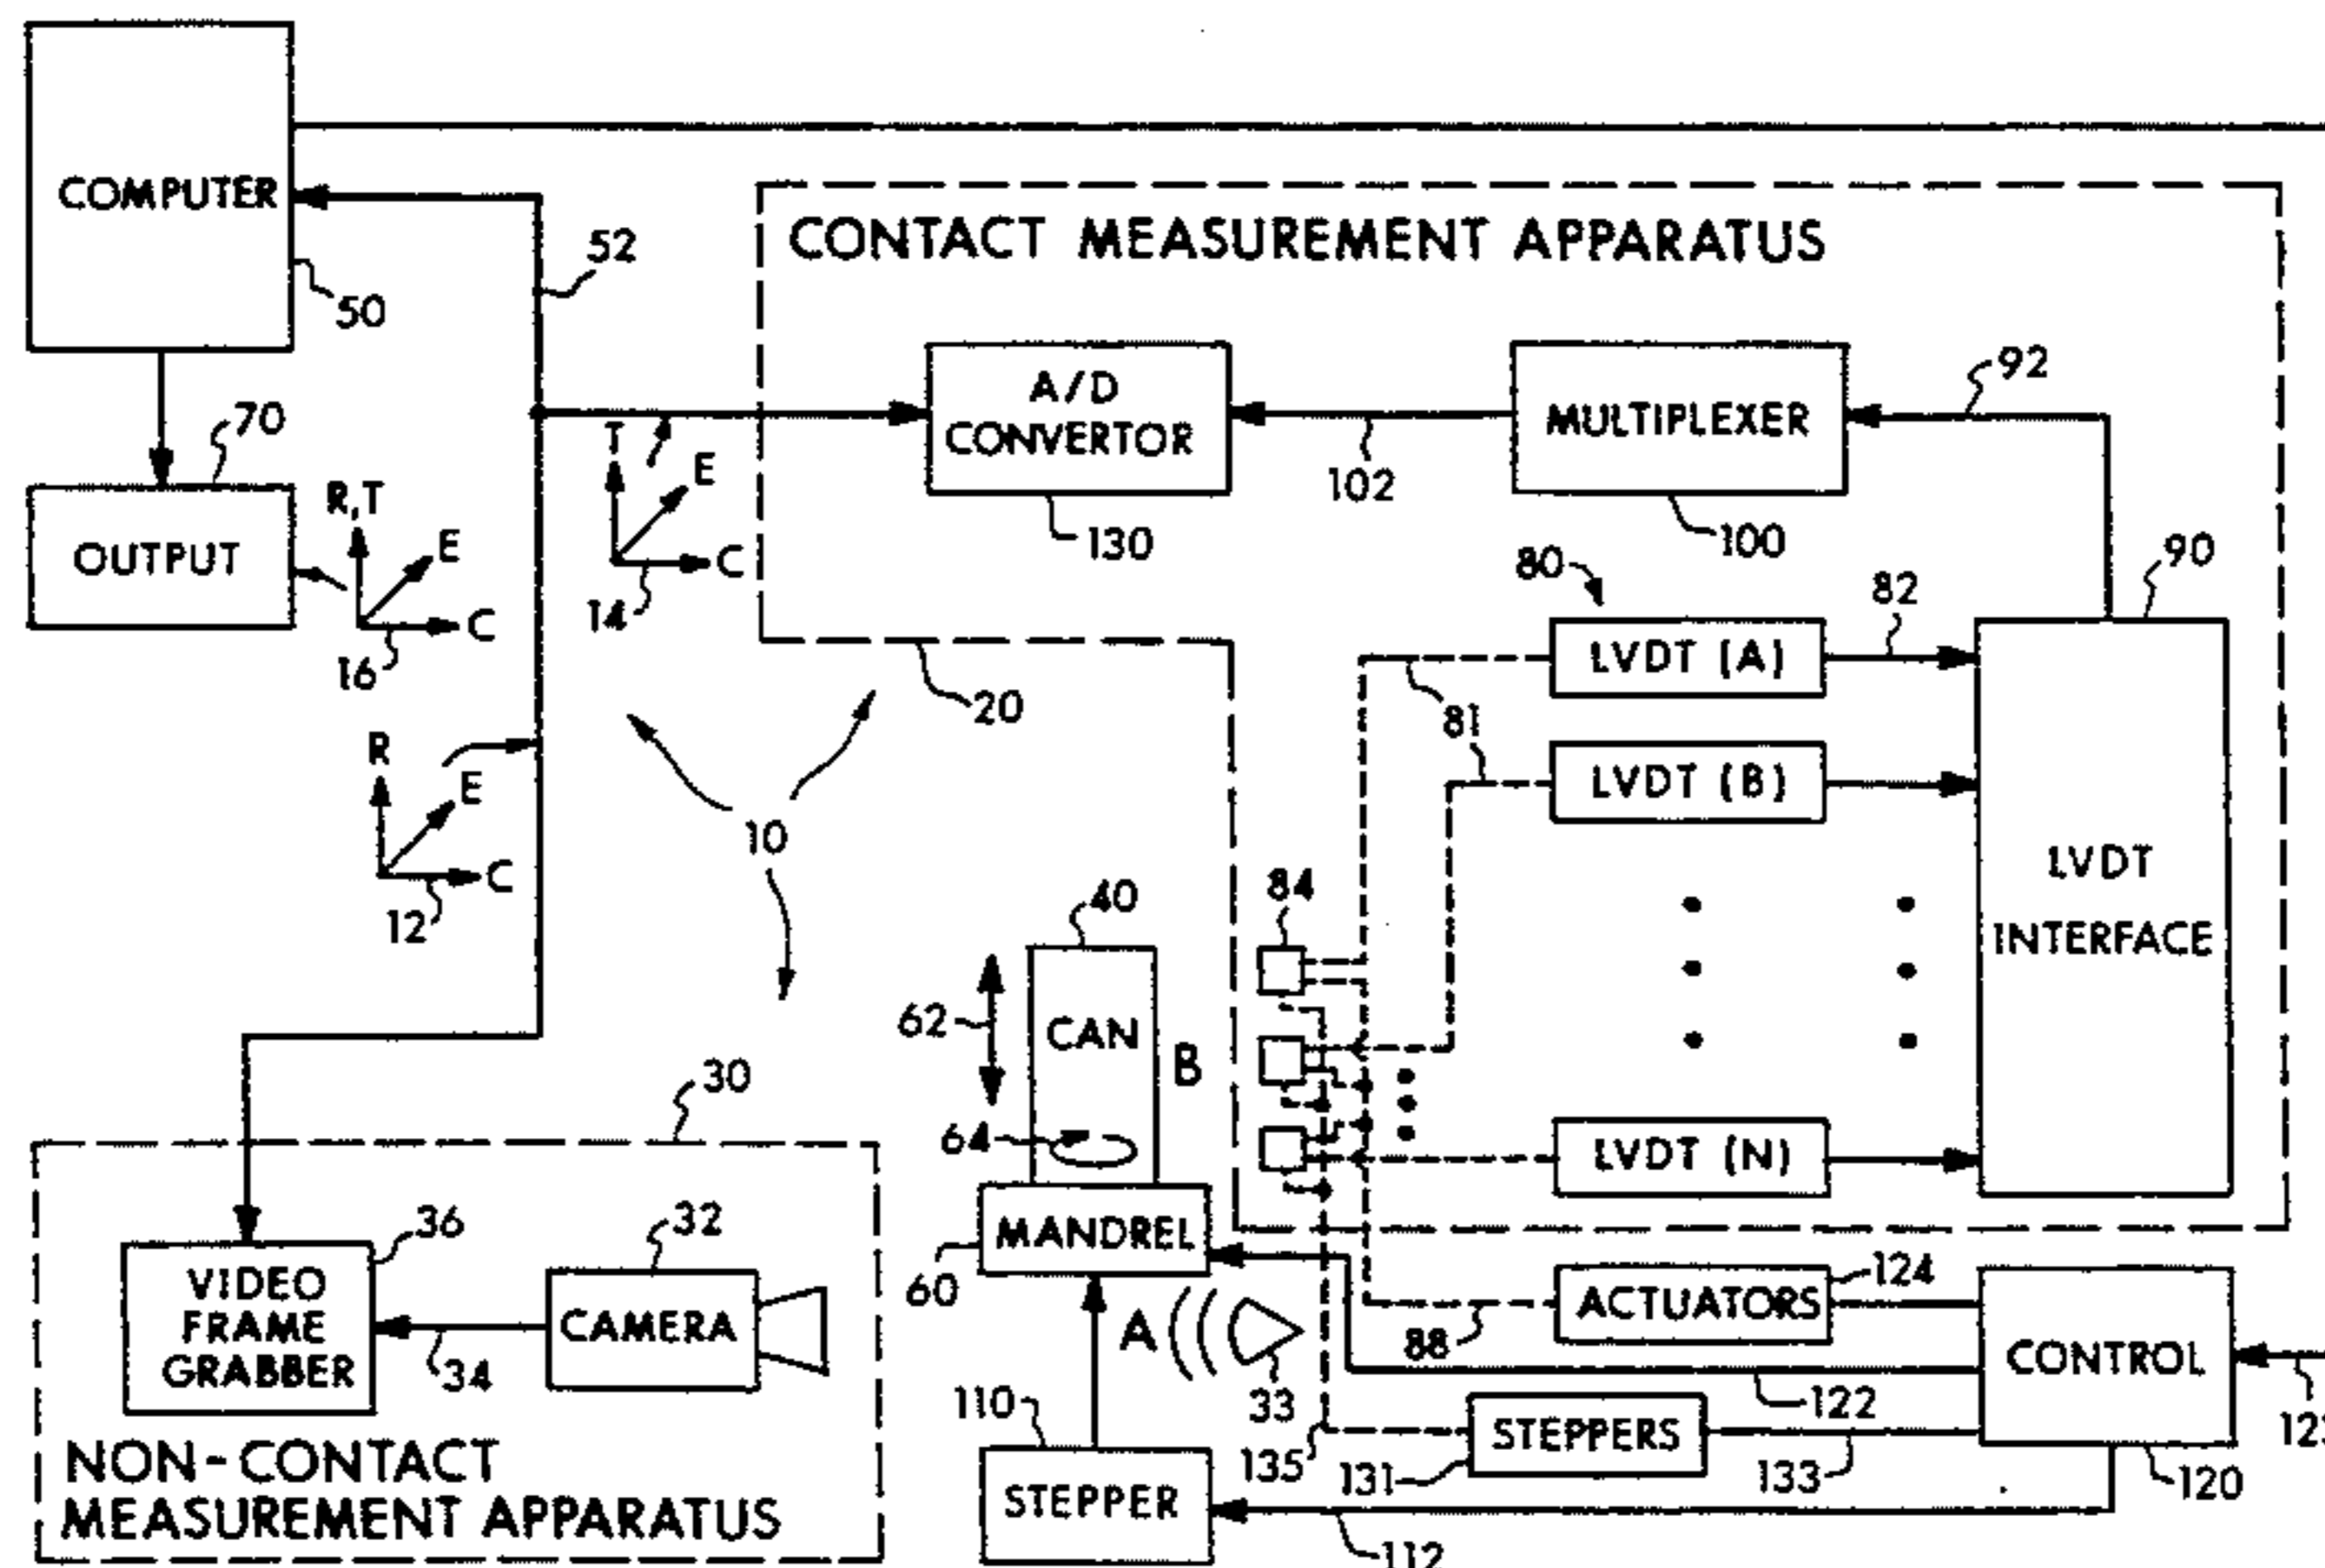 COMPUTER
50
52
CONTACT MEASUREMENT APPARATUS
A/D
CONVERTOR
130
102
MULTIPLEXER
100
92
70
OUTPUT
R,T
E
C
16
T
E
C
14
20
80
LVDT (A)
82
90
81
LVDT (B)
LVDT
INTERFACE
R
E
C
12
10
84
40
62
CAN
B
64
LVDT (N)
30
MANDREL
60
36
VIDEO
FRAME
GRABBER
34
32
CAMERA
A
33
88
ACTUATORS
124
CONTROL
122
110
STEPPER
135
131
STEPPERS
133
120
112
NON-CONTACT
MEASUREMENT APPARATUS